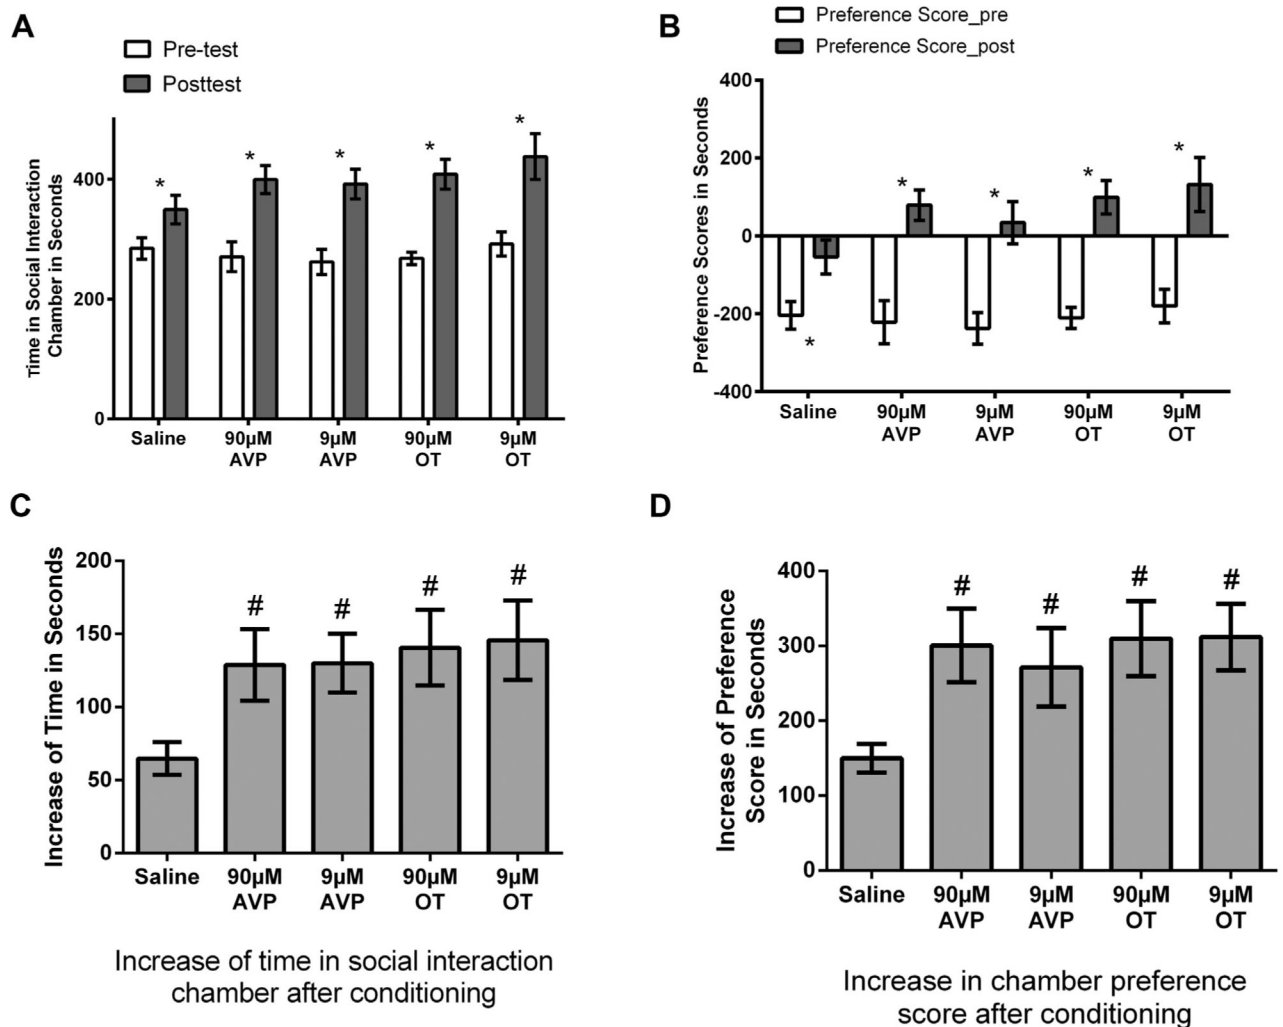 A
Pre-test
Posttest
Time in Social Interaction
Chamber in Seconds
400
200
0
* * * * *
Saline 90µM 9µM 90µM 9µM
AVP AVP OT OT
B
Preference Score_pre
Preference Score_post
Preference Scores in Seconds
400
200
0
-200
-400
* * * * *
Saline 90µM 9µM 90µM 9µM
AVP AVP OT OT
C
Increase of Time in Seconds
200
150
100
50
0
# # # #
Saline 90µM 9µM 90µM 9µM
AVP AVP OT OT
Increase of time in social interaction
chamber after conditioning
D
Increase of Preference
Score in Seconds
400
300
200
100
0
# # # #
Saline 90µM 9µM 90µM 9µM
AVP AVP OT OT
Increase in chamber preference
score after conditioning